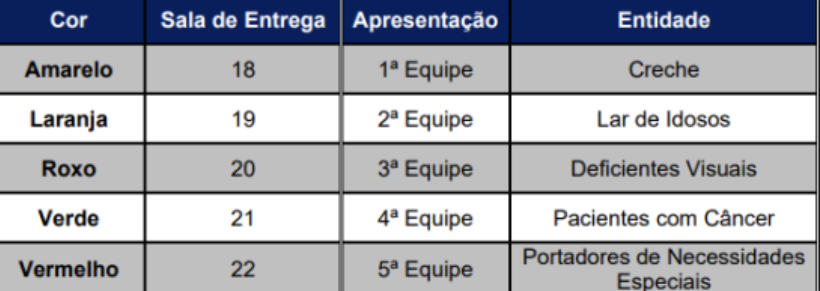 Cor Sala de Entrega Apresentação Entidade
Amarelo 18 1ª Equipe Creche
Laranja 19 2ª Equipe Lar de Idosos
Roxo 20 3ª Equipe Deficientes Visuais
Verde 21 4ª Equipe Pacientes com Câncer
Vermelho 22 5ª Equipe Portadores de Necessidades
Especiais